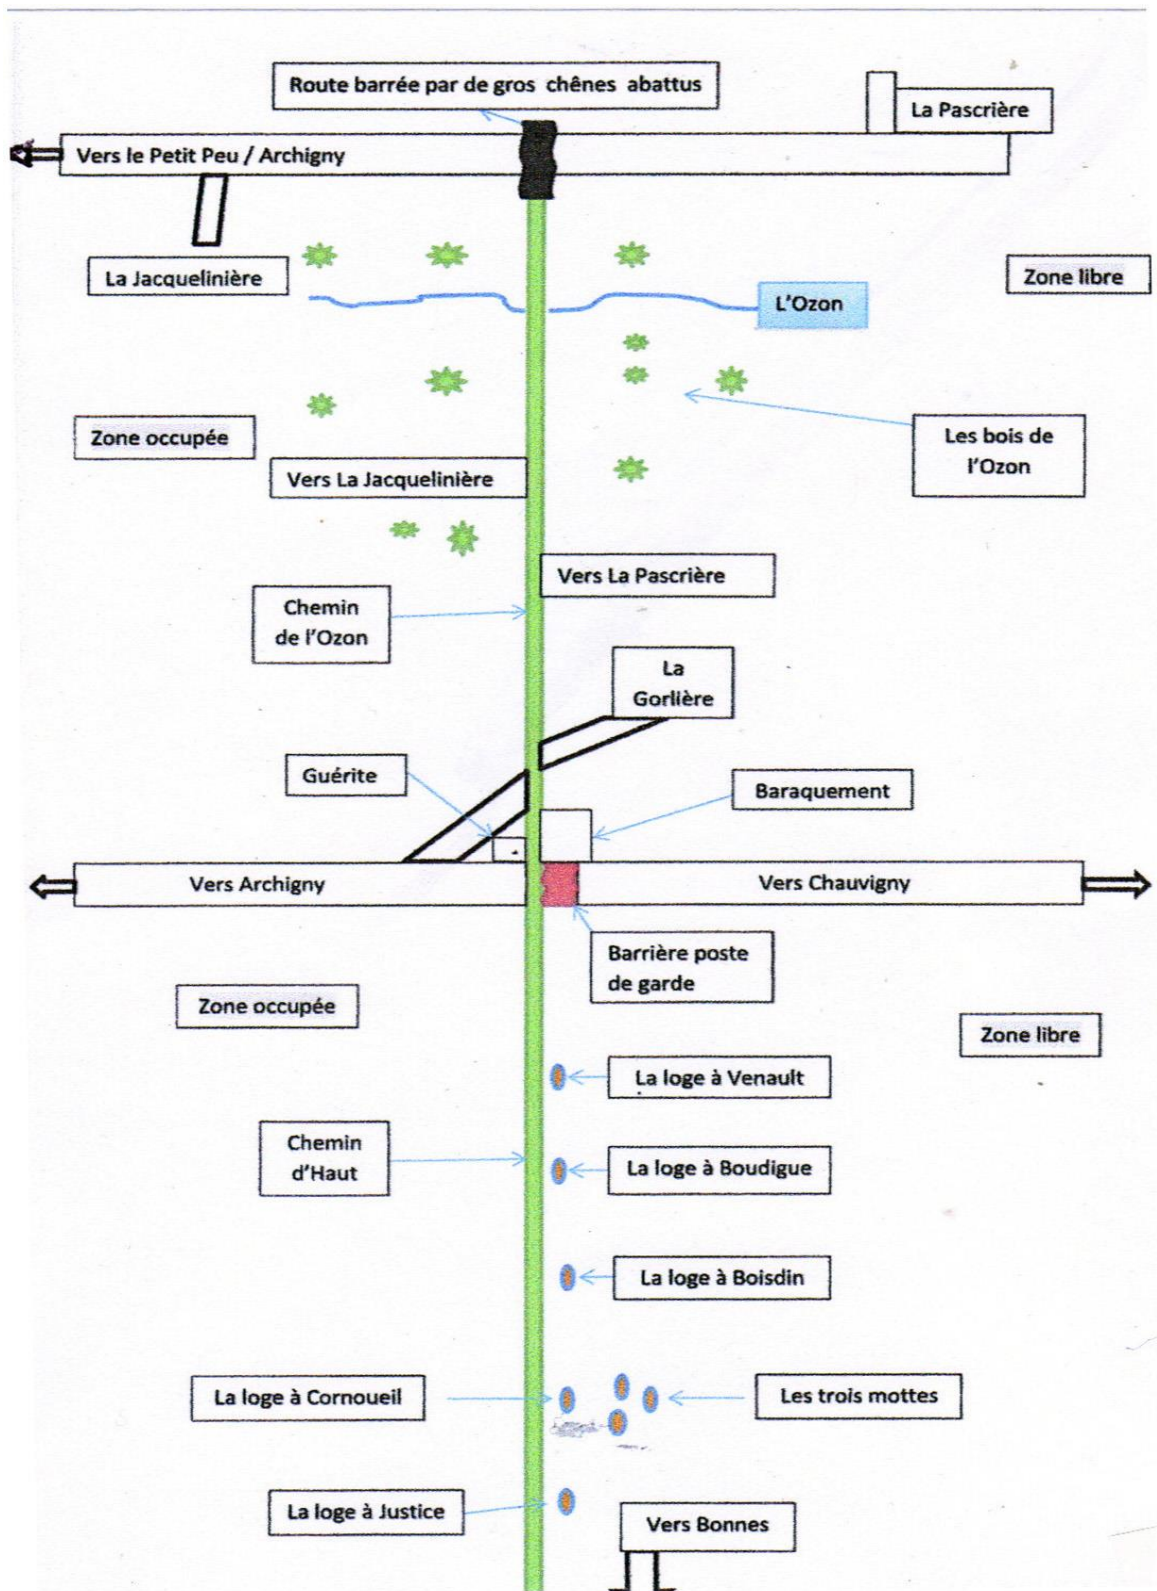 Route barrée par de gros chênes abattus
La Pascrière
Vers le Petit Peu / Archigny
La Jacquelinière
Zone libre
L'Ozon
Zone occupée
Les bois de
l'Ozon
Vers La Jacquelinière
Vers La Pascrière
Chemin
de l'Ozon
La
Gorlière
Guérite
Baraquement
Vers Archigny
Vers Chauvigny
Barrière poste
de garde
Zone occupée
Zone libre
La loge à Venault
Chemin
d'Haut
La loge à Boudigue
La loge à Boisdin
La loge à Cornoueil
Les trois mottes
La loge à Justice
Vers Bonnes